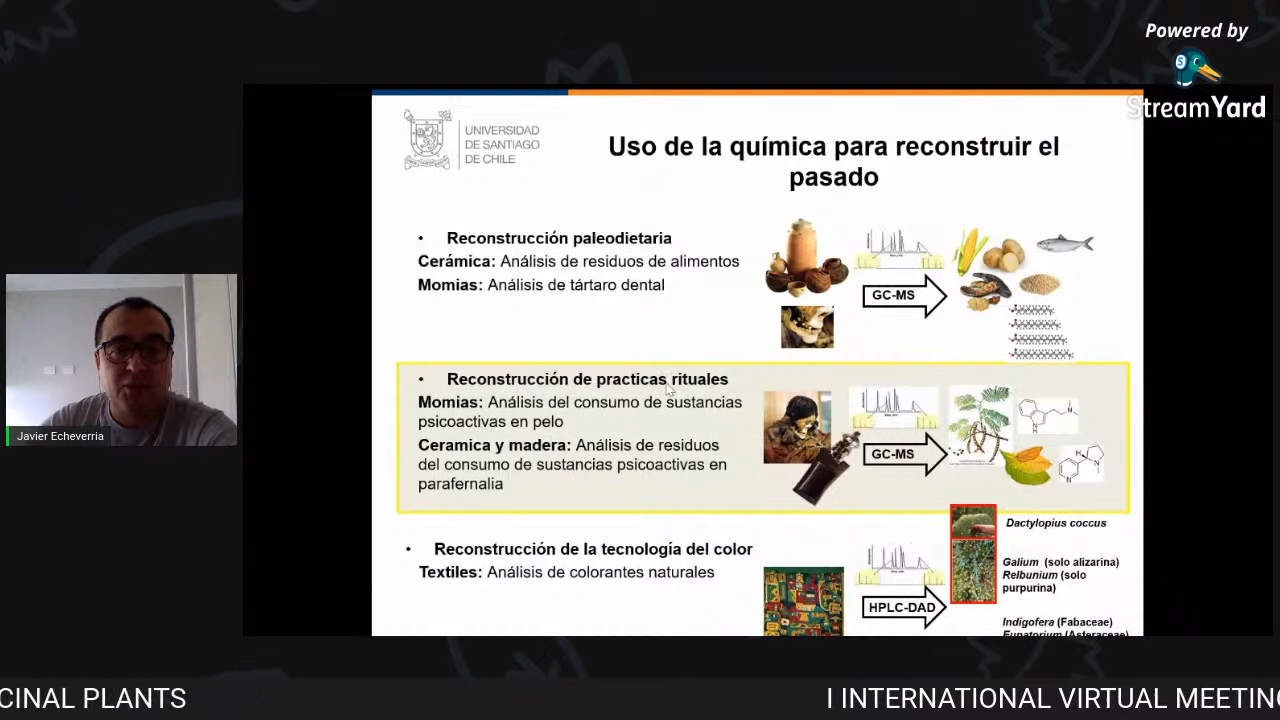 Powered by
StreamYard
UNIVERSIDAD
DE SANTIAGO
DE CHILE
Uso de la química para reconstruir el
pasado
• Reconstrucción paleodietaria
Cerámica: Análisis de residuos de alimentos
Momias: Análisis de tártaro dental
GC-MS
• Reconstrucción de practicas rituales
Momias: Análisis del consumo de sustancias
psicoactivas en pelo
Ceramica y madera: Análisis de residuos
del consumo de sustancias psicoactivas en
parafernalia
GC-MS
• Reconstrucción de la tecnología del color
Textiles: Análisis de colorantes naturales
HPLC-DAD
Dactylopius coccus
Galium (solo alizarina)
Relbunium (solo
purpurina)
Indigofera (Fabaceae)
Eupatorium (Asteraceae)
Javier Echeverria
CINAL PLANTS
I INTERNATIONAL VIRTUAL MEETING